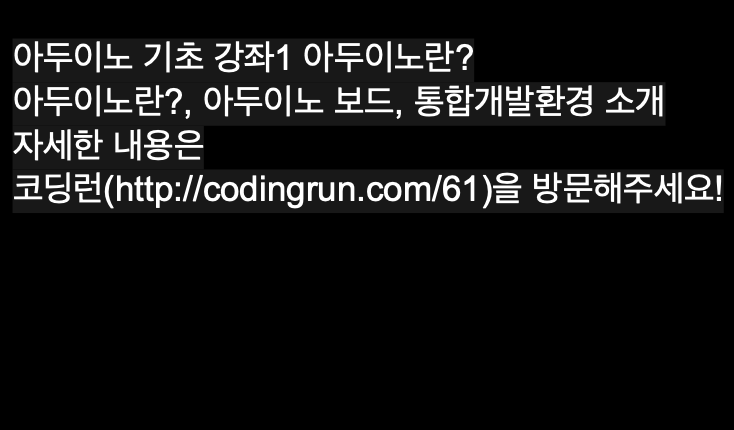 아두이노 기초 강좌1 아두이노란?
아두이노란?, 아두이노 보드, 통합개발환경 소개
자세한 내용은
코딩런(http://codingrun.com/61)을 방문해주세요!